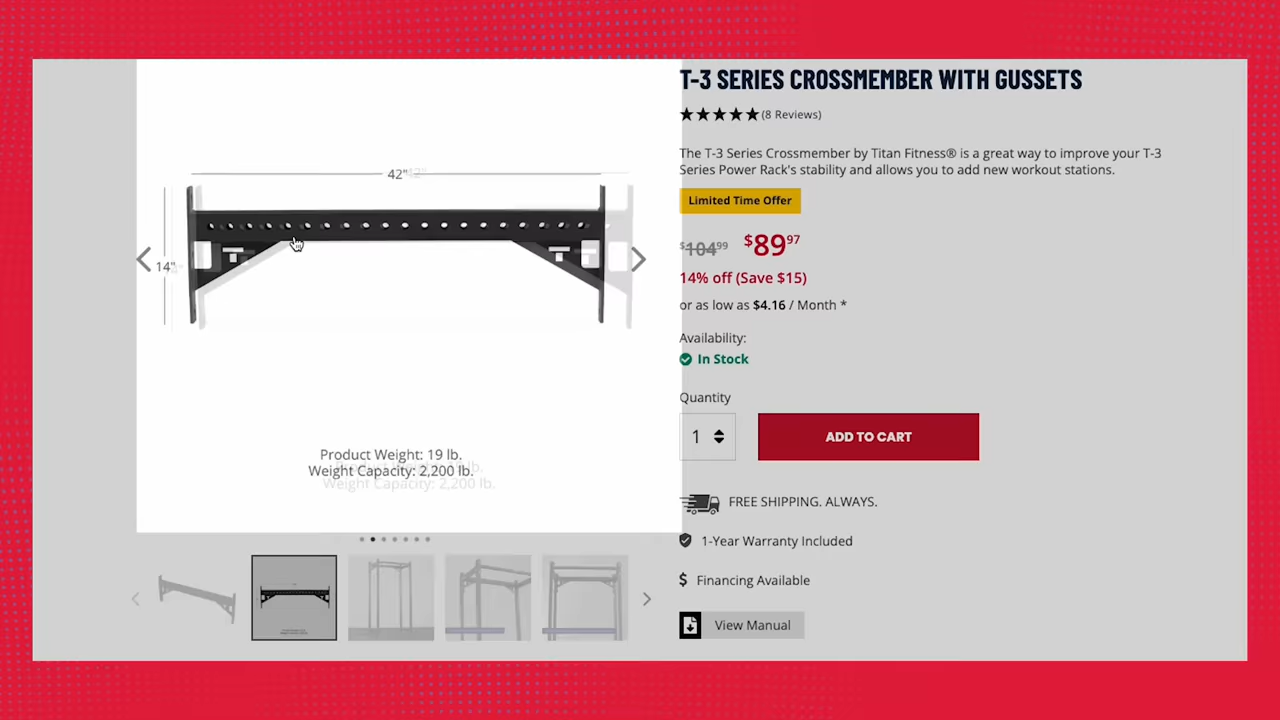 T-3 SERIES CROSSMEMBER WITH GUSSETS
(8 Reviews)
The T-3 Series Crossmember by Titan Fitness® is a great way to improve your T-3
Series Power Rack's stability and allows you to add new workout stations.
Limited Time Offer
$104.99 $89.97
14% off (Save $15)
or as low as $4.16 / Month *
Availability:
In Stock
Quantity
1
ADD TO CART
FREE SHIPPING. ALWAYS.
1-Year Warranty Included
$ Financing Available
View Manual
42"
14"
Product Weight: 19 lb.
Weight Capacity: 2,200 lb.